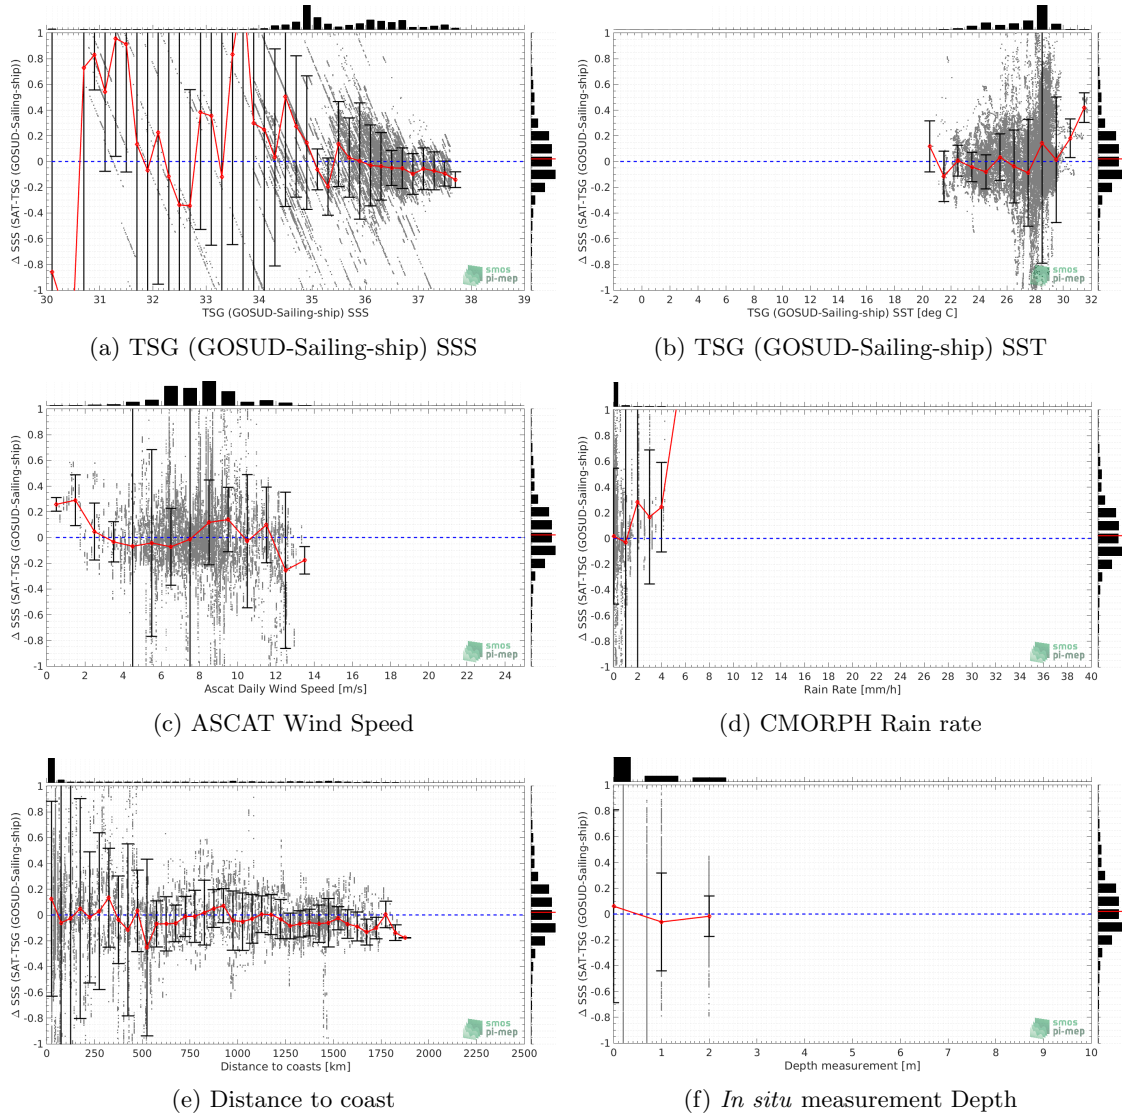 1
0.8
0.6
0.4
0.2
0
-0.2
-0.4
-0.6
-0.8
-1
Δ SSS (SAT-TSG (GOSUD-Sailing-ship))
30 31 32 33 34 35 36 37 38 39
TSG (GOSUD-Sailing-ship) SSS
smos
pi-mep
(a) TSG (GOSUD-Sailing-ship) SSS
1
0.8
0.6
0.4
0.2
0
-0.2
-0.4
-0.6
-0.8
-1
Δ SSS (SAT-TSG (GOSUD-Sailing-ship))
-2 0 2 4 6 8 10 12 14 16 18 20 22 24 26 28 30 32
TSG (GOSUD-Sailing-ship) SST [deg C]
smos
pi-mep
(b) TSG (GOSUD-Sailing-ship) SST
1
0.8
0.6
0.4
0.2
0
-0.2
-0.4
-0.6
-0.8
-1
Δ SSS (SAT-TSG (GOSUD-Sailing-ship))
0 2 4 6 8 10 12 14 16 18 20 22 24
Ascat Daily Wind Speed [m/s]
smos
pi-mep
(c) ASCAT Wind Speed
1
0.8
0.6
0.4
0.2
0
-0.2
-0.4
-0.6
-0.8
-1
Δ SSS (SAT-TSG (GOSUD-Sailing-ship))
0 2 4 6 8 10 12 14 16 18 20 22 24 26 28 30 32 34 36 38 40
Rain Rate [mm/h]
smos
pi-mep
(d) CMORPH Rain rate
1
0.8
0.6
0.4
0.2
0
-0.2
-0.4
-0.6
-0.8
-1
Δ SSS (SAT-TSG (GOSUD-Sailing-ship))
0 250 500 750 1000 1250 1500 1750 2000 2250 2500
Distance to coasts [km]
smos
pi-mep
(e) Distance to coast
1
0.8
0.6
0.4
0.2
0
-0.2
-0.4
-0.6
-0.8
-1
Δ SSS (SAT-TSG (GOSUD-Sailing-ship))
0 1 2 3 4 5 6 7 8 9 10
Depth measurement [m]
smos
pi-mep
(f) In situ measurement Depth